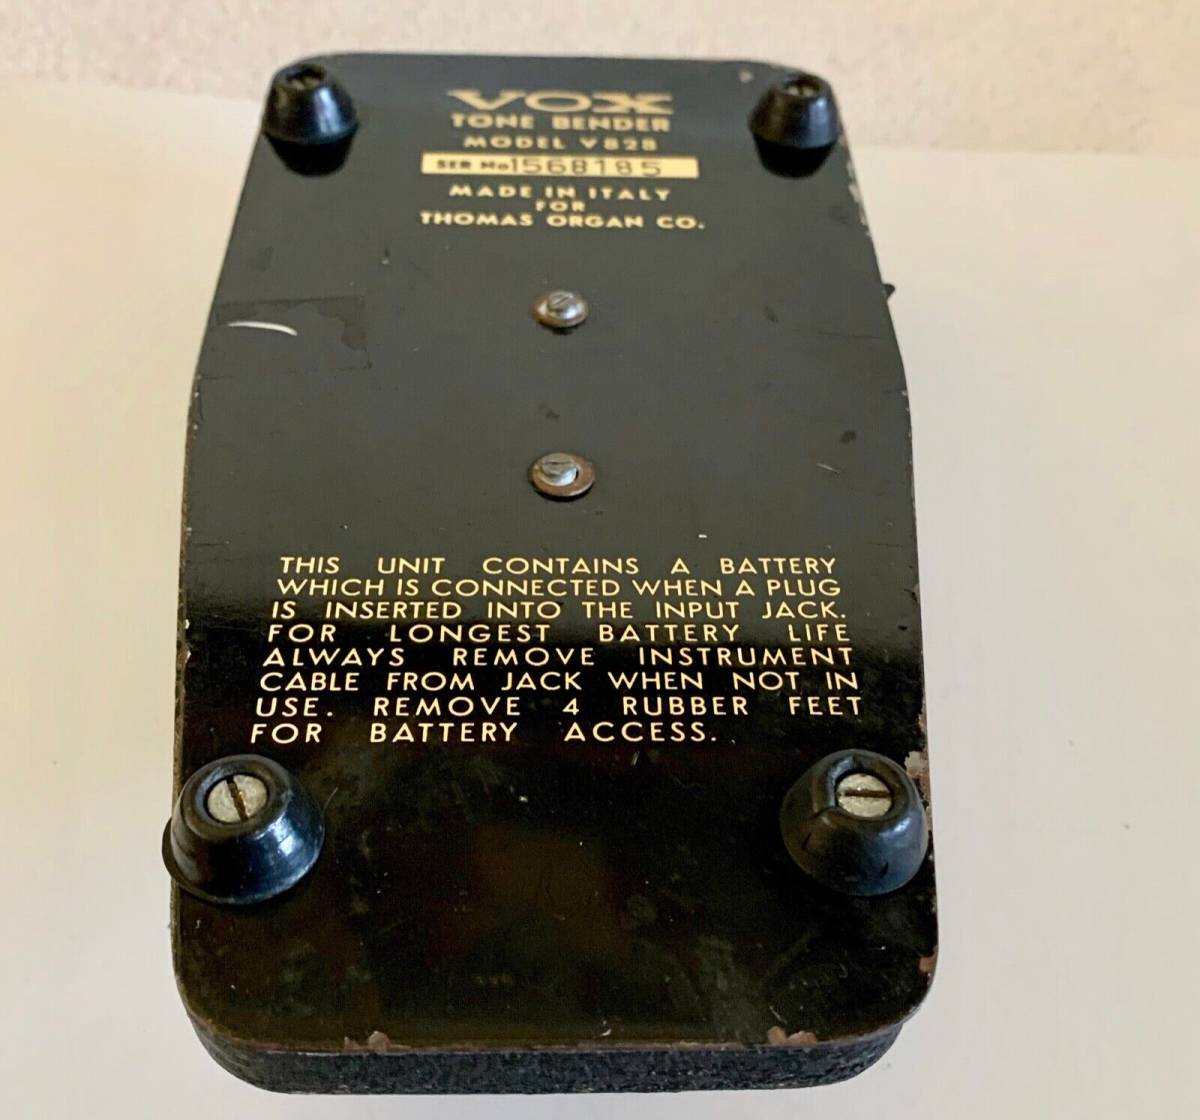 VOX
TONE BENDER
MODEL V828
SER No 1568185
MADE IN ITALY
FOR
THOMAS ORGAN CO.
THIS UNIT CONTAINS A BATTERY
WHICH IS CONNECTED WHEN A PLUG
IS INSERTED INTO THE INPUT JACK.
FOR LONGEST BATTERY LIFE
ALWAYS REMOVE INSTRUMENT
CABLE FROM JACK WHEN NOT IN
USE. REMOVE 4 RUBBER FEET
FOR BATTERY ACCESS.